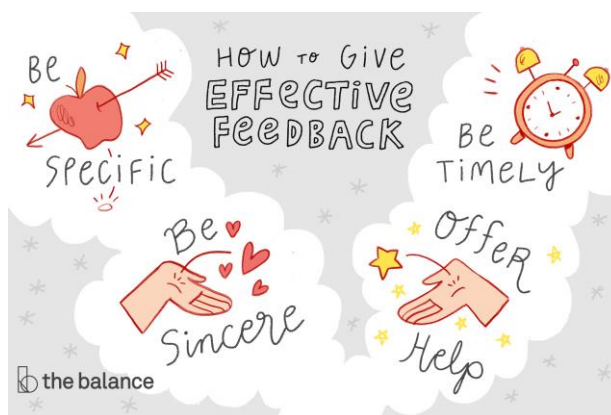 HOW TO GIVE
EFFECTIVE
FEEDBACK
BE
SPECIFIC
BE
TIMELY
Be
Sincere
OFFER
Help
the balance